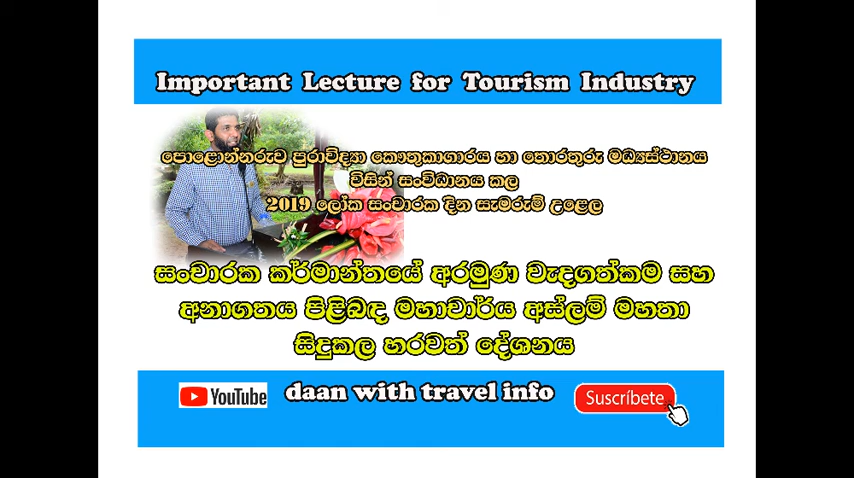 Important Lecture for Tourism Industry
පොළොන්නරුව පුරාවිද්‍යා කෞතුකාගාරය හා තොරතුරු මධ්‍යස්ථානය
විසින් සංවිධානය කල
2019 ලෝක සංචාරක දින සැමරුම් උළෙල
සංචාරක කර්මාන්තයේ අරමුණ වැදගත්කම සහ
අනාගතය පිළිබඳ මහාචාර්ය අස්ලම් මහතා
සිදුකල හරවත් දේශනය
YouTube daan with travel info Suscríbete